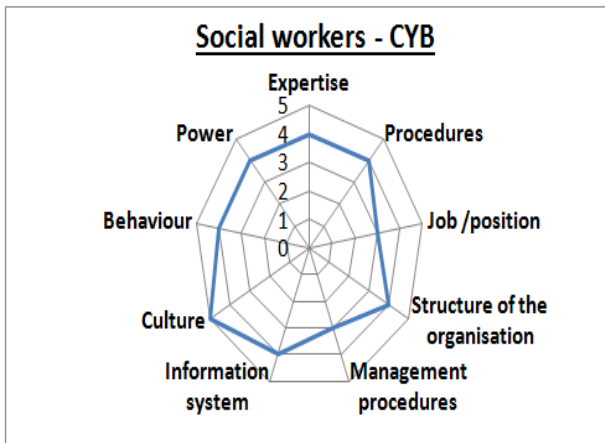 Social workers - CYB
Expertise
5
4
3
2
1
0
Procedures
Job /position
Structure of the
organisation
Management
procedures
Information
system
Culture
Behaviour
Power